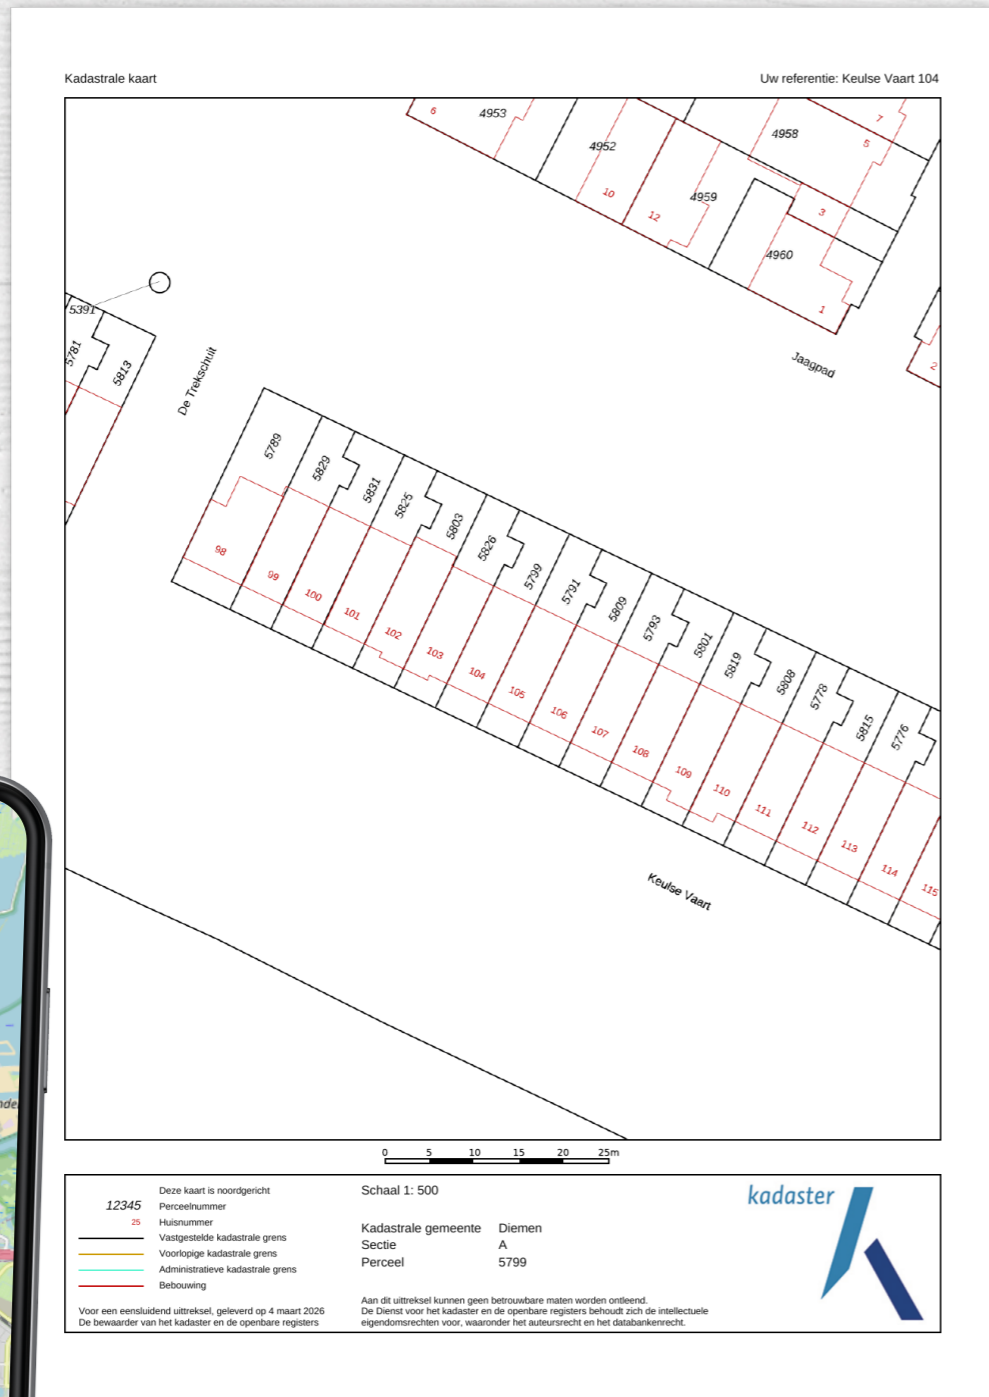 Kadastrale kaart
Uw referentie: Keulse Vaart 104
6
4953
4952
10
12
4959
4958
7
5
3
4960
1
2
Jaagpad
5391
5781
5813
De Trekschuit
5789
5829
5831
5825
5803
5826
5799
5791
5809
5793
5801
5819
5808
5778
5815
5776
98
99
100
101
102
103
104
105
106
107
108
109
110
111
112
113
114
115
Keulse Vaart
0 5 10 15 20 25m
Deze kaart is noordgericht
12345 Perceelnummer
25 Huisnummer
Vastgestelde kadastrale grens
Voorlopige kadastrale grens
Administratieve kadastrale grens
Bebouwing
Voor een eensluidend uittreksel, geleverd op 4 maart 2026
De bewaarder van het kadaster en de openbare registers
Schaal 1: 500
Kadastrale gemeente Diemen
Sectie A
Perceel 5799
Aan dit uittreksel kunnen geen betrouwbare maten worden ontleend.
De Dienst voor het kadaster en de openbare registers behoudt zich de intellectuele
eigendomsrechten voor, waaronder het auteursrecht en het databankenrecht.
kadaster